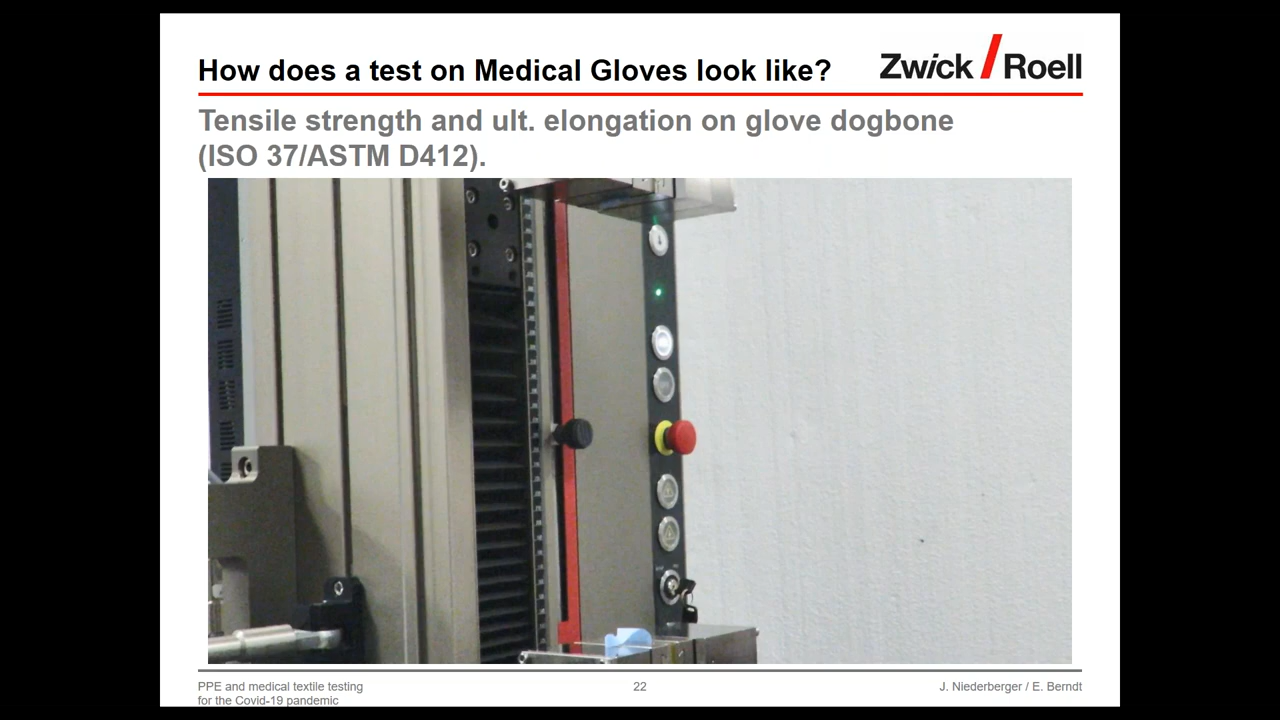 How does a test on Medical Gloves look like?
Zwick / Roell
Tensile strength and ult. elongation on glove dogbone
(ISO 37/ASTM D412).
PPE and medical textile testing
for the Covid-19 pandemic
22
J. Niederberger / E. Berndt